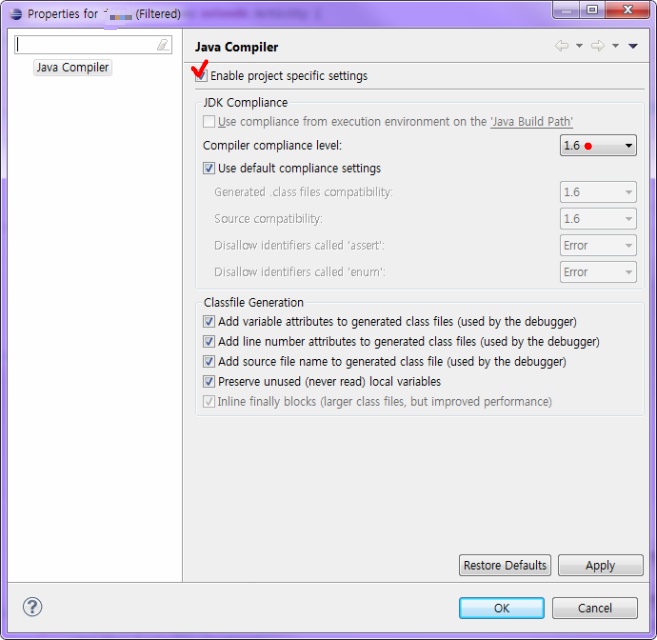 Properties for (Filtered)
Java Compiler
Java Compiler
Enable project specific settings
JDK Compliance
Use compliance from execution environment on the 'Java Build Path'
Compiler compliance level: 1.6
Use default compliance settings
Generated .class files compatibility: 1.6
Source compatibility: 1.6
Disallow identifiers called 'assert': Error
Disallow identifiers called 'enum': Error
Classfile Generation
Add variable attributes to generated class files (used by the debugger)
Add line number attributes to generated class files (used by the debugger)
Add source file name to generated class file (used by the debugger)
Preserve unused (never read) local variables
Inline finally blocks (larger class files, but improved performance)
Restore Defaults Apply
OK Cancel